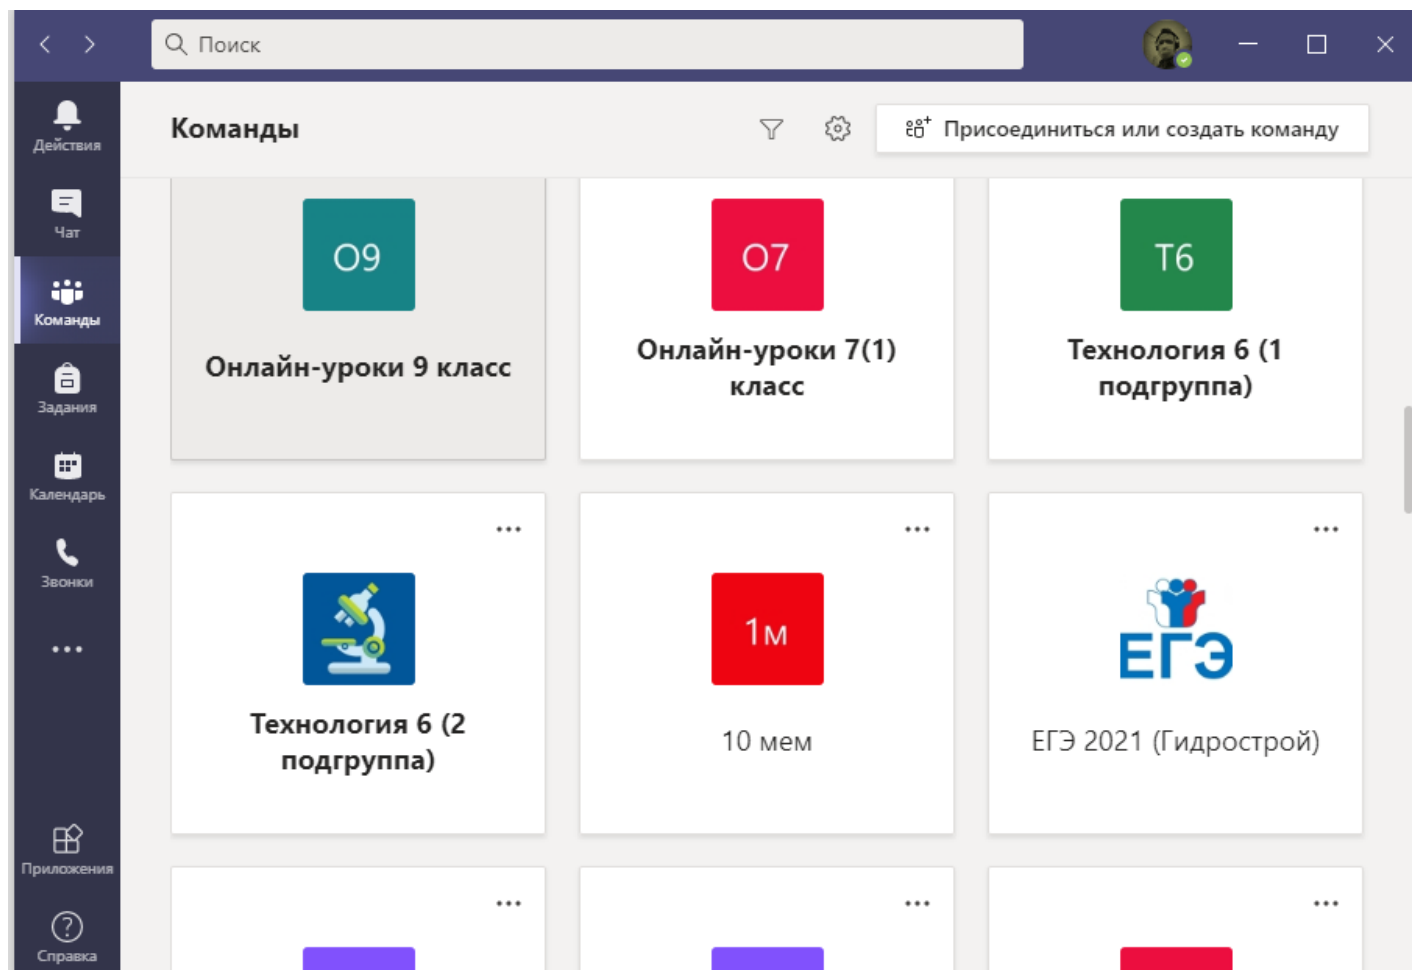 Поиск
Действия
Чат
Команды
Задания
Календарь
Звонки
Приложения
Справка
Команды
Присоединиться или создать команду
О9
Онлайн-уроки 9 класс
О7
Онлайн-уроки 7(1)
класс
Т6
Технология 6 (1
подгруппа)
Технология 6 (2
подгруппа)
1м
10 мем
ЕГЭ
ЕГЭ 2021 (Гидрострой)